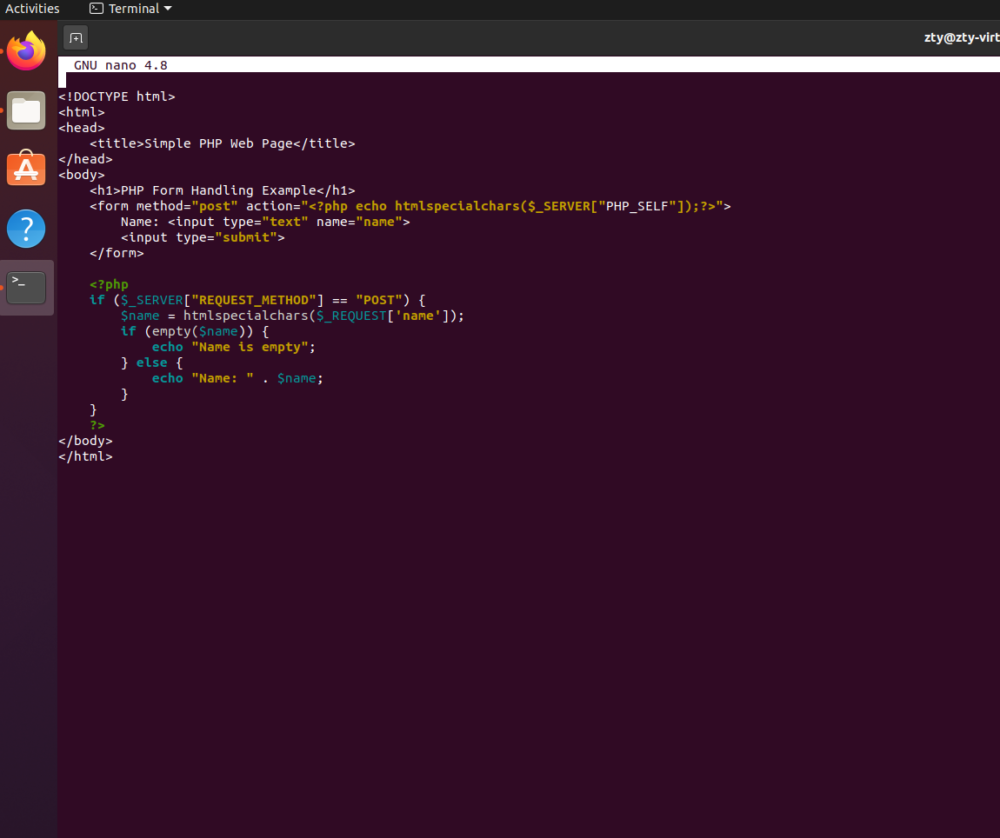 Activities Terminal
zty@zty-virt
GNU nano 4.8
<!DOCTYPE html>
<html>
<head>
    <title>Simple PHP Web Page</title>
</head>
<body>
    <h1>PHP Form Handling Example</h1>
    <form method="post" action="<?php echo htmlspecialchars($_SERVER["PHP_SELF"]);?>">
        Name: <input type="text" name="name">
        <input type="submit">
    </form>

    <?php
    if ($_SERVER["REQUEST_METHOD"] == "POST") {
        $name = htmlspecialchars($_REQUEST['name']);
        if (empty($name)) {
            echo "Name is empty";
        } else {
            echo "Name: " . $name;
        }
    }
    ?>
</body>
</html>